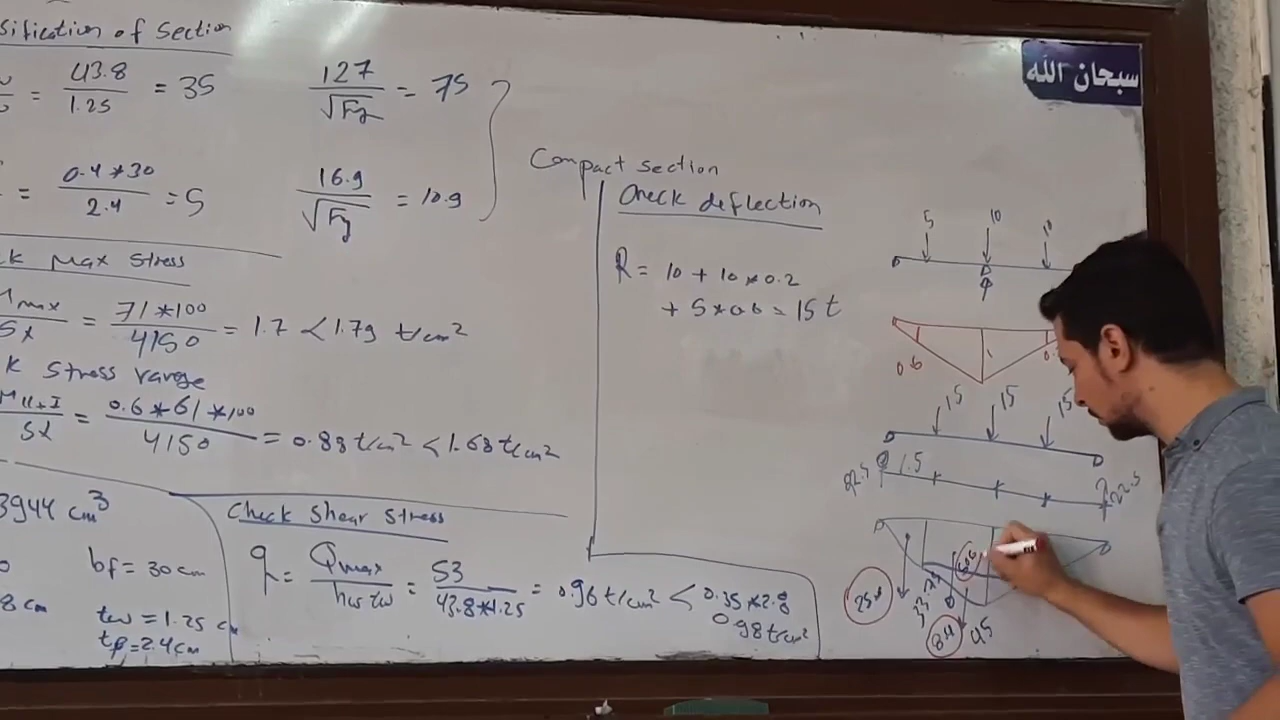 سبحان الله
sification of Section
= 43.8 / 1.25 = 35
127 / √Fy = 75
= 0.4*30 / 2.4 = 5
16.9 / √Fy = 10.9
Compact section
ck Max Stress
Mmax / Sx = 71*100 / 4150 = 1.7 < 1.79 t/cm²
k Stress range
MLL+I / Sx = 0.6*61*100 / 4150 = 0.88 t/cm² < 1.68 t/cm²
3944 cm³
bf = 30 cm
8 cm
tw = 1.25 cm
tf = 2.4 cm
Check Shear Stress
q = Qmax / hw tw = 53 / 43.8*1.25 = 0.96 t/cm² < 0.35*2.8
0.98 t/cm²
Check deflection
R = 10 + 10*0.2
+ 5*0.6 = 15 t
5 10 10
0.6 1 0.
15 15 15
22.5 1.5 22.5
45